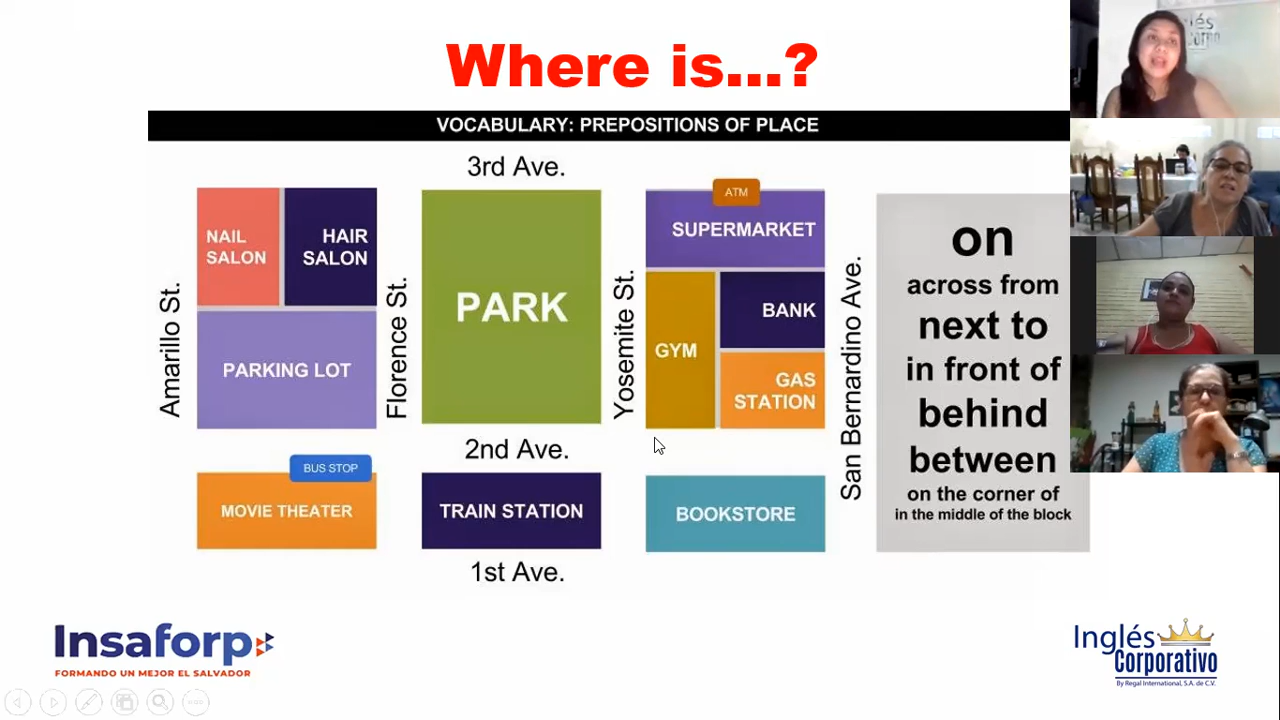 Where is...?
VOCABULARY: PREPOSITIONS OF PLACE
3rd Ave.
Amarillo St.
NAIL
SALON
HAIR
SALON
PARKING LOT
BUS STOP
MOVIE THEATER
Florence St.
PARK
2nd Ave.
TRAIN STATION
1st Ave.
Yosemite St.
ATM
SUPERMARKET
GYM
BANK
GAS
STATION
BOOKSTORE
San Bernardino Ave.
on
across from
next to
in front of
behind
between
on the corner of
in the middle of the block
Insaforp
FORMANDO UN MEJOR EL SALVADOR
Inglés
Corporativo
By Regal International, S.A. de C.V.